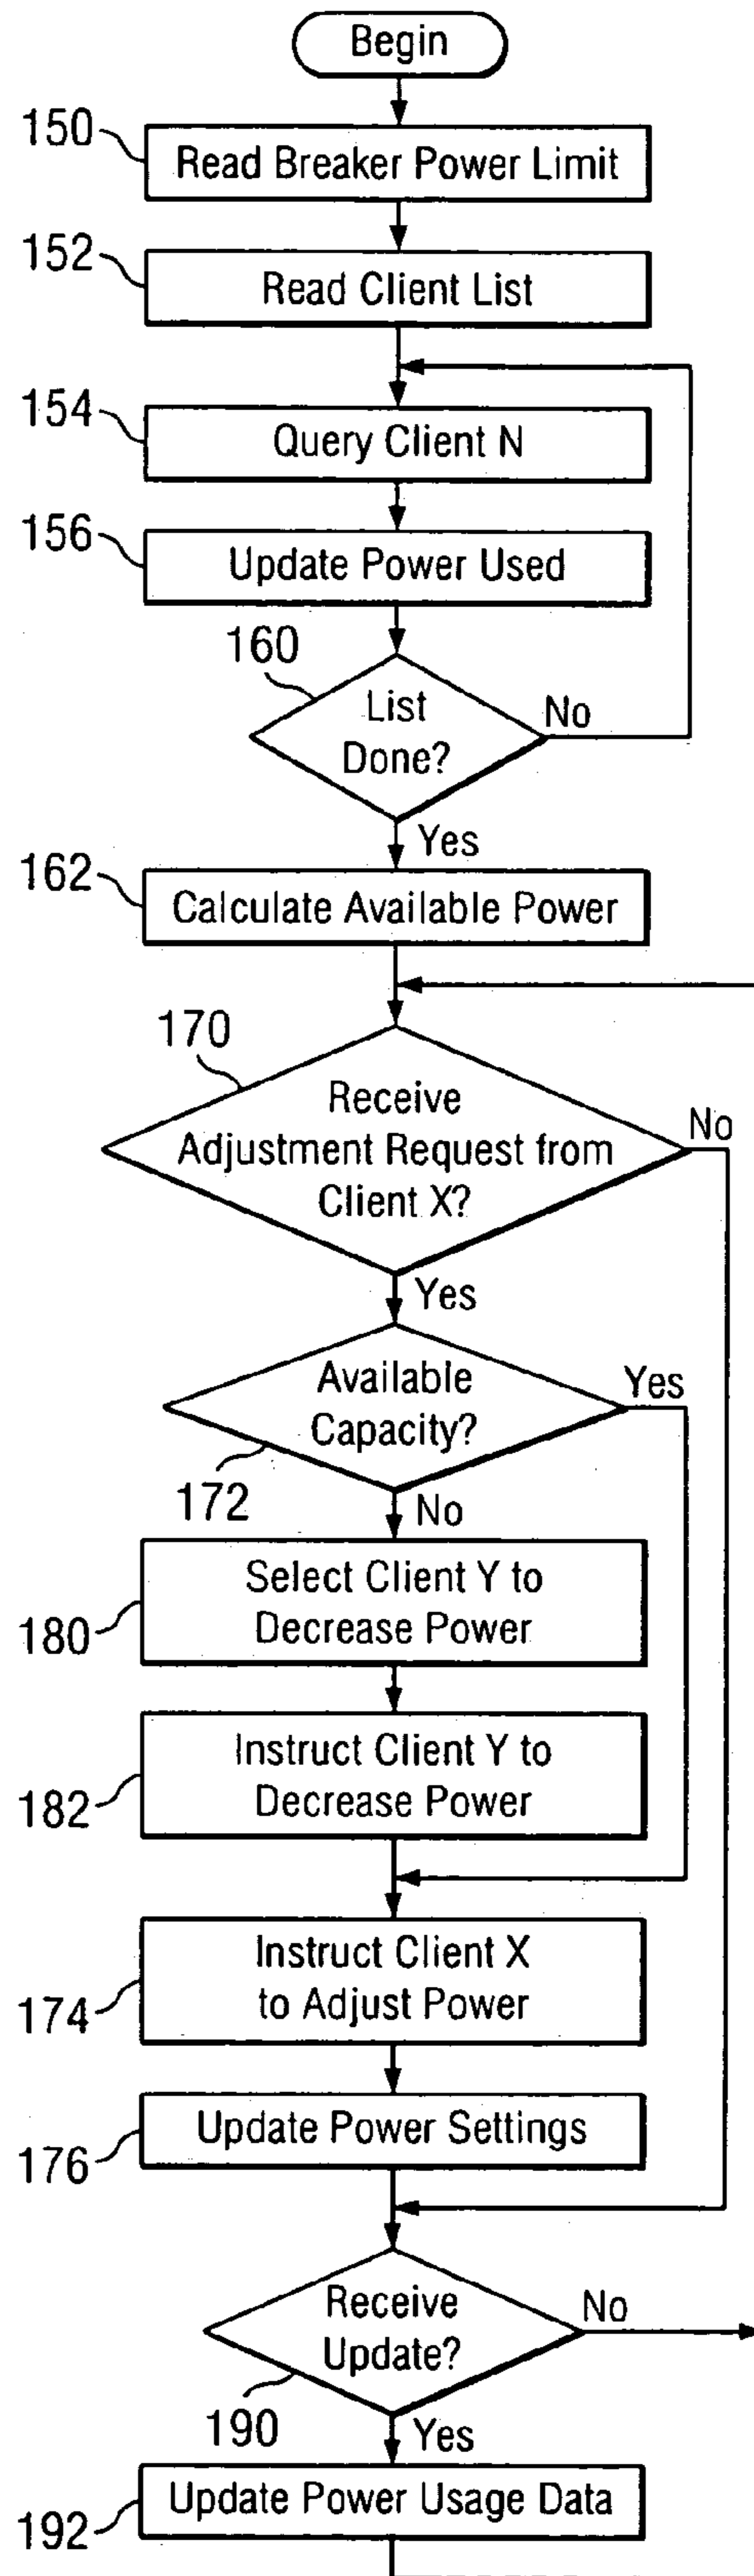 Begin
150
Read Breaker Power Limit
152
Read Client List
154
Query Client N
156
Update Power Used
160
List
Done?
No
Yes
162
Calculate Available Power
170
Receive
Adjustment Request from
Client X?
No
Yes
Available
Capacity?
Yes
172
No
Select Client Y to
Decrease Power
180
Instruct Client Y to
Decrease Power
182
Instruct Client X
to Adjust Power
174
Update Power Settings
176
Receive
Update?
No
190
Yes
Update Power Usage Data
192